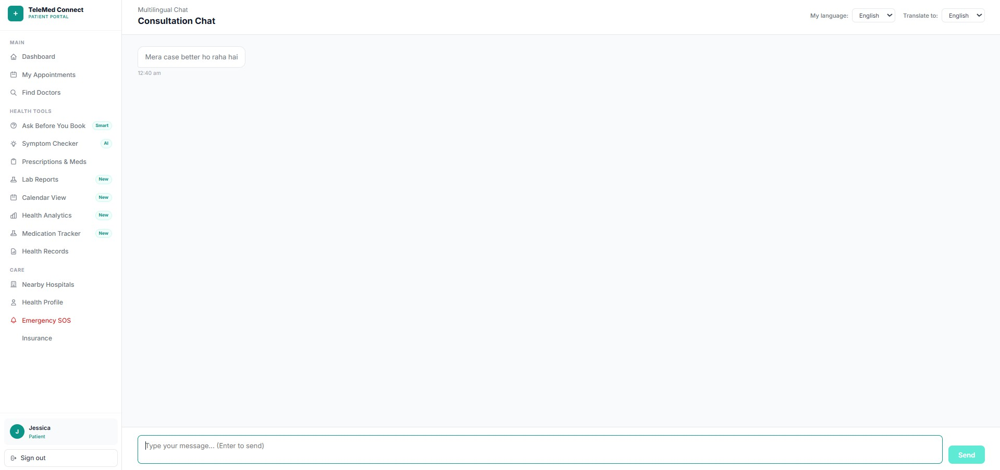 TeleMed Connect
PATIENT PORTAL
MAIN
Dashboard
My Appointments
Find Doctors
HEALTH TOOLS
Ask Before You Book Smart
Symptom Checker AI
Prescriptions & Meds
Lab Reports New
Calendar View New
Health Analytics New
Medication Tracker New
Health Records
CARE
Nearby Hospitals
Health Profile
Emergency SOS
Insurance
J
Jessica
Patient
Sign out
Multilingual Chat
Consultation Chat
My language: English Translate to: English
Mera case better ho raha hai
12:40 am
Type your message... (Enter to send)
Send